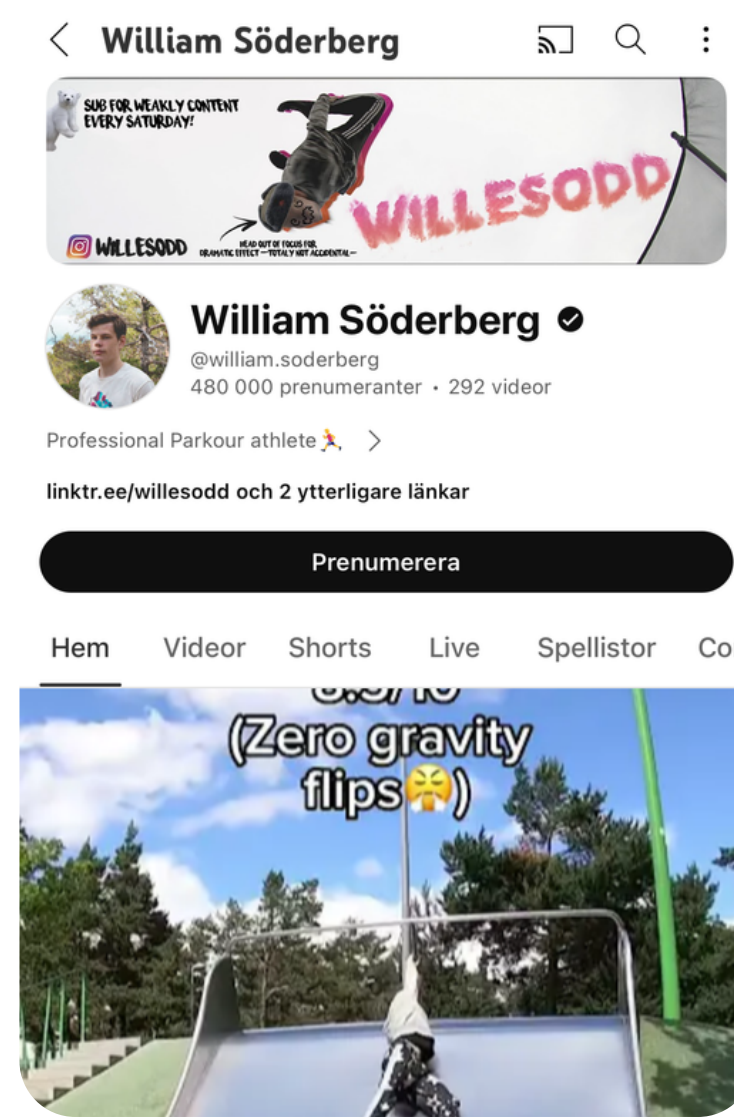 William Söderberg
SUB FOR WEAKLY CONTENT
EVERY SATURDAY!
WILLESODD
WILLESODD
HEAD OUT OF FOCUS FOR
DRAMATIC EFFECT -TOTALY NOT ACCIDENTAL-
William Söderberg
@william.soderberg
480 000 prenumeranter • 292 videor
Professional Parkour athlete🏃
linktr.ee/willesodd och 2 ytterligare länkar
Prenumerera
Hem Videor Shorts Live Spellistor Co
(Zero gravity
flips😤)